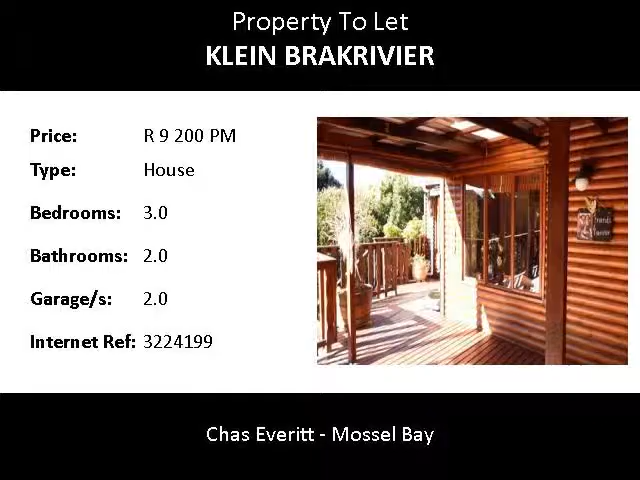 Property To Let
KLEIN BRAKRIVIER
Price: R 9 200 PM
Type: House
Bedrooms: 3.0
Bathrooms: 2.0
Garage/s: 2.0
Internet Ref: 3224199
Chas Everitt - Mossel Bay